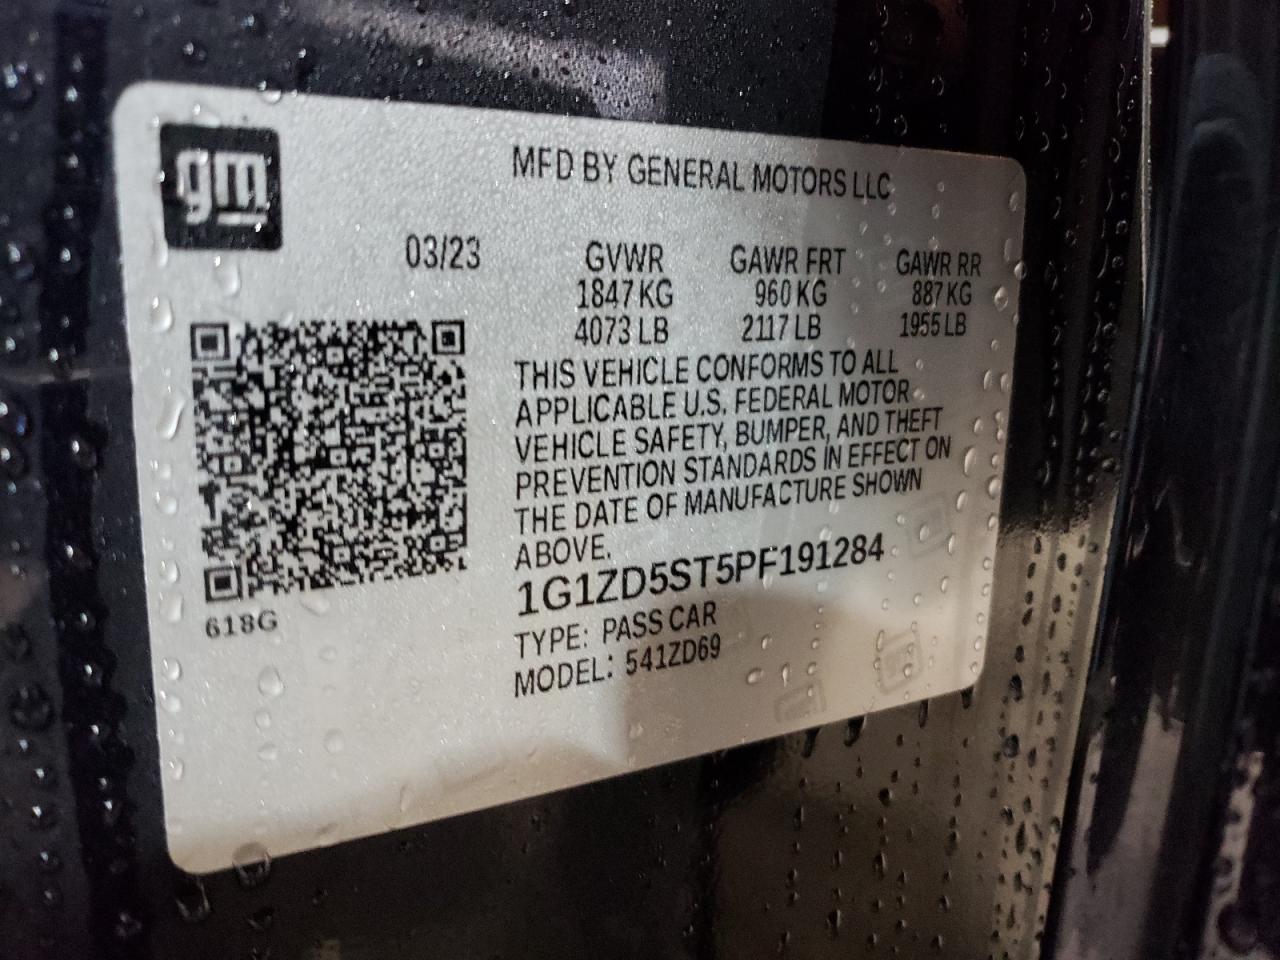 gm
MFD BY GENERAL MOTORS LLC
03/23 GVWR GAWR FRT GAWR RR
1847 KG 960 KG 887 KG
4073 LB 2117 LB 1955 LB
THIS VEHICLE CONFORMS TO ALL
APPLICABLE U.S. FEDERAL MOTOR
VEHICLE SAFETY, BUMPER, AND THEFT
PREVENTION STANDARDS IN EFFECT ON
THE DATE OF MANUFACTURE SHOWN
ABOVE.
1G1ZD5ST5PF191284
618G
TYPE: PASS CAR
MODEL: 541ZD69